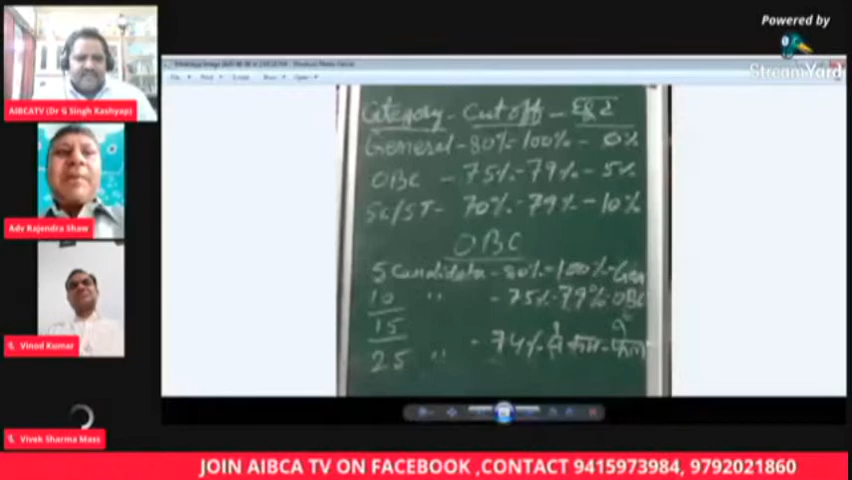 Powered by
StreamYard
AIBCATV (Dr G Singh Kashyap)
Adv Rajendra Shaw
Vinod Kumar
Vivek Sharma Mass
Category - Cut off - छूट
General - 80% - 100% - 0%
OBC - 75% - 79% - 5%
SC/ST - 70% - 79% - 10%
OBC
5 Candidate - 80% - 100% - Gen
10 " - 75% - 79% - OBC
15
25 " - 74% से कम -
JOIN AIBCA TV ON FACEBOOK ,CONTACT 9415973984, 9792021860